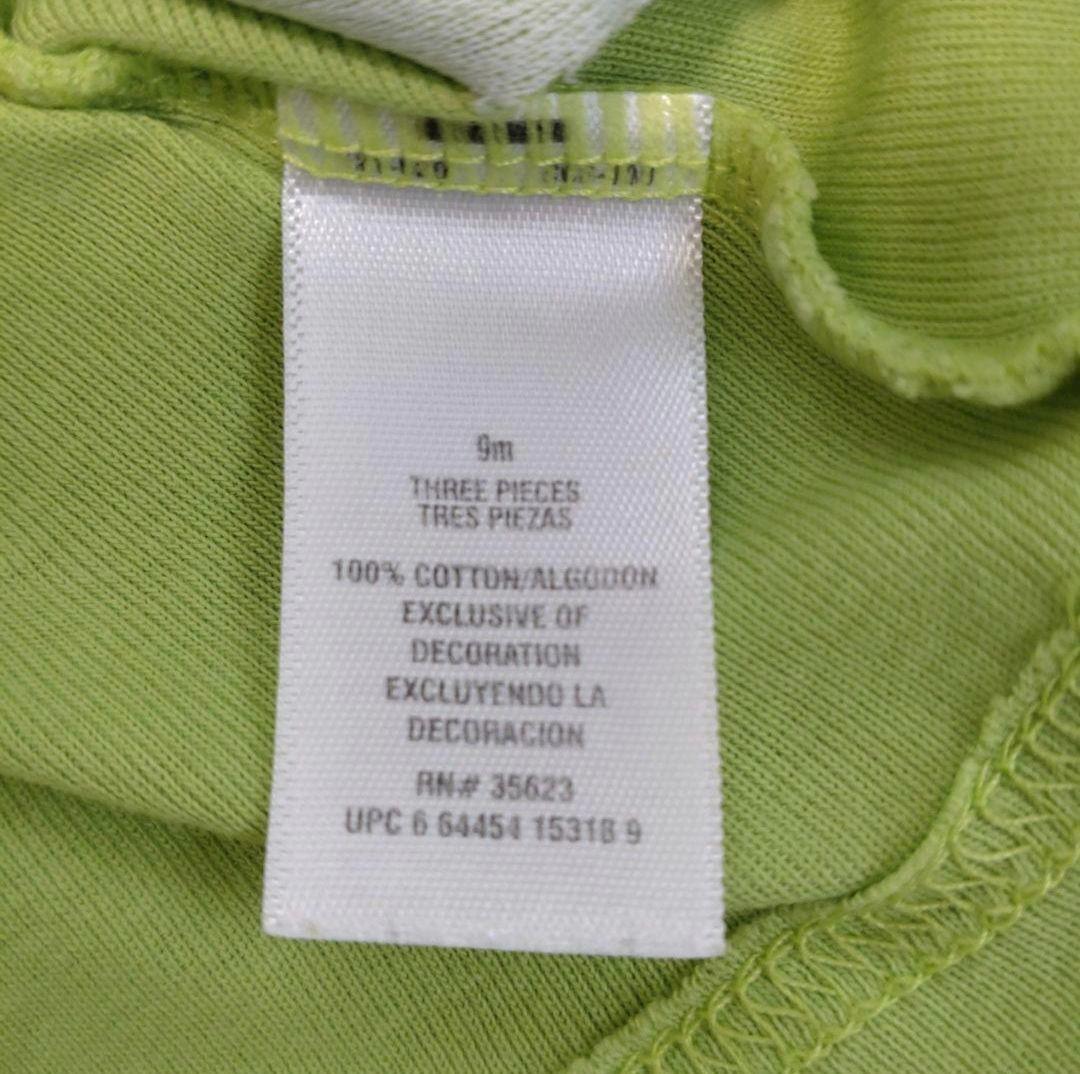 9m
THREE PIECES
TRES PIEZAS
100% COTTON/ALGODON
EXCLUSIVE OF
DECORATION
EXCLUYENDO LA
DECORACION
RN# 35623
UPC 6 64454 15318 9